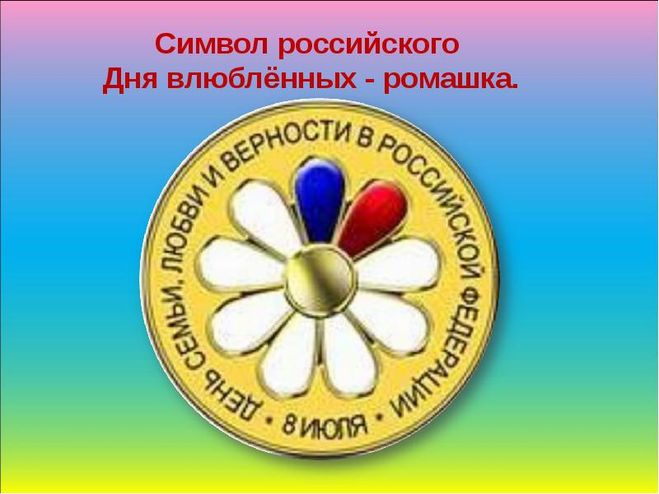 Символ российского
Дня влюблённых - ромашка.
ДЕНЬ СЕМЬИ, ЛЮБВИ И ВЕРНОСТИ В РОССИЙСКОЙ ФЕДЕРАЦИИ
• 8 ИЮЛЯ •